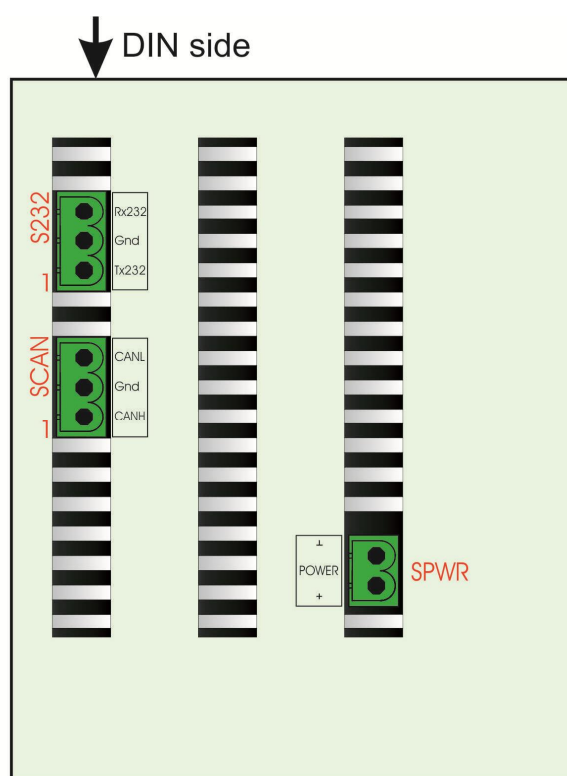 DIN side
S232
1
Rx232
Gnd
Tx232
SCAN
1
CANL
Gnd
CANH
⊥
POWER
+
SPWR